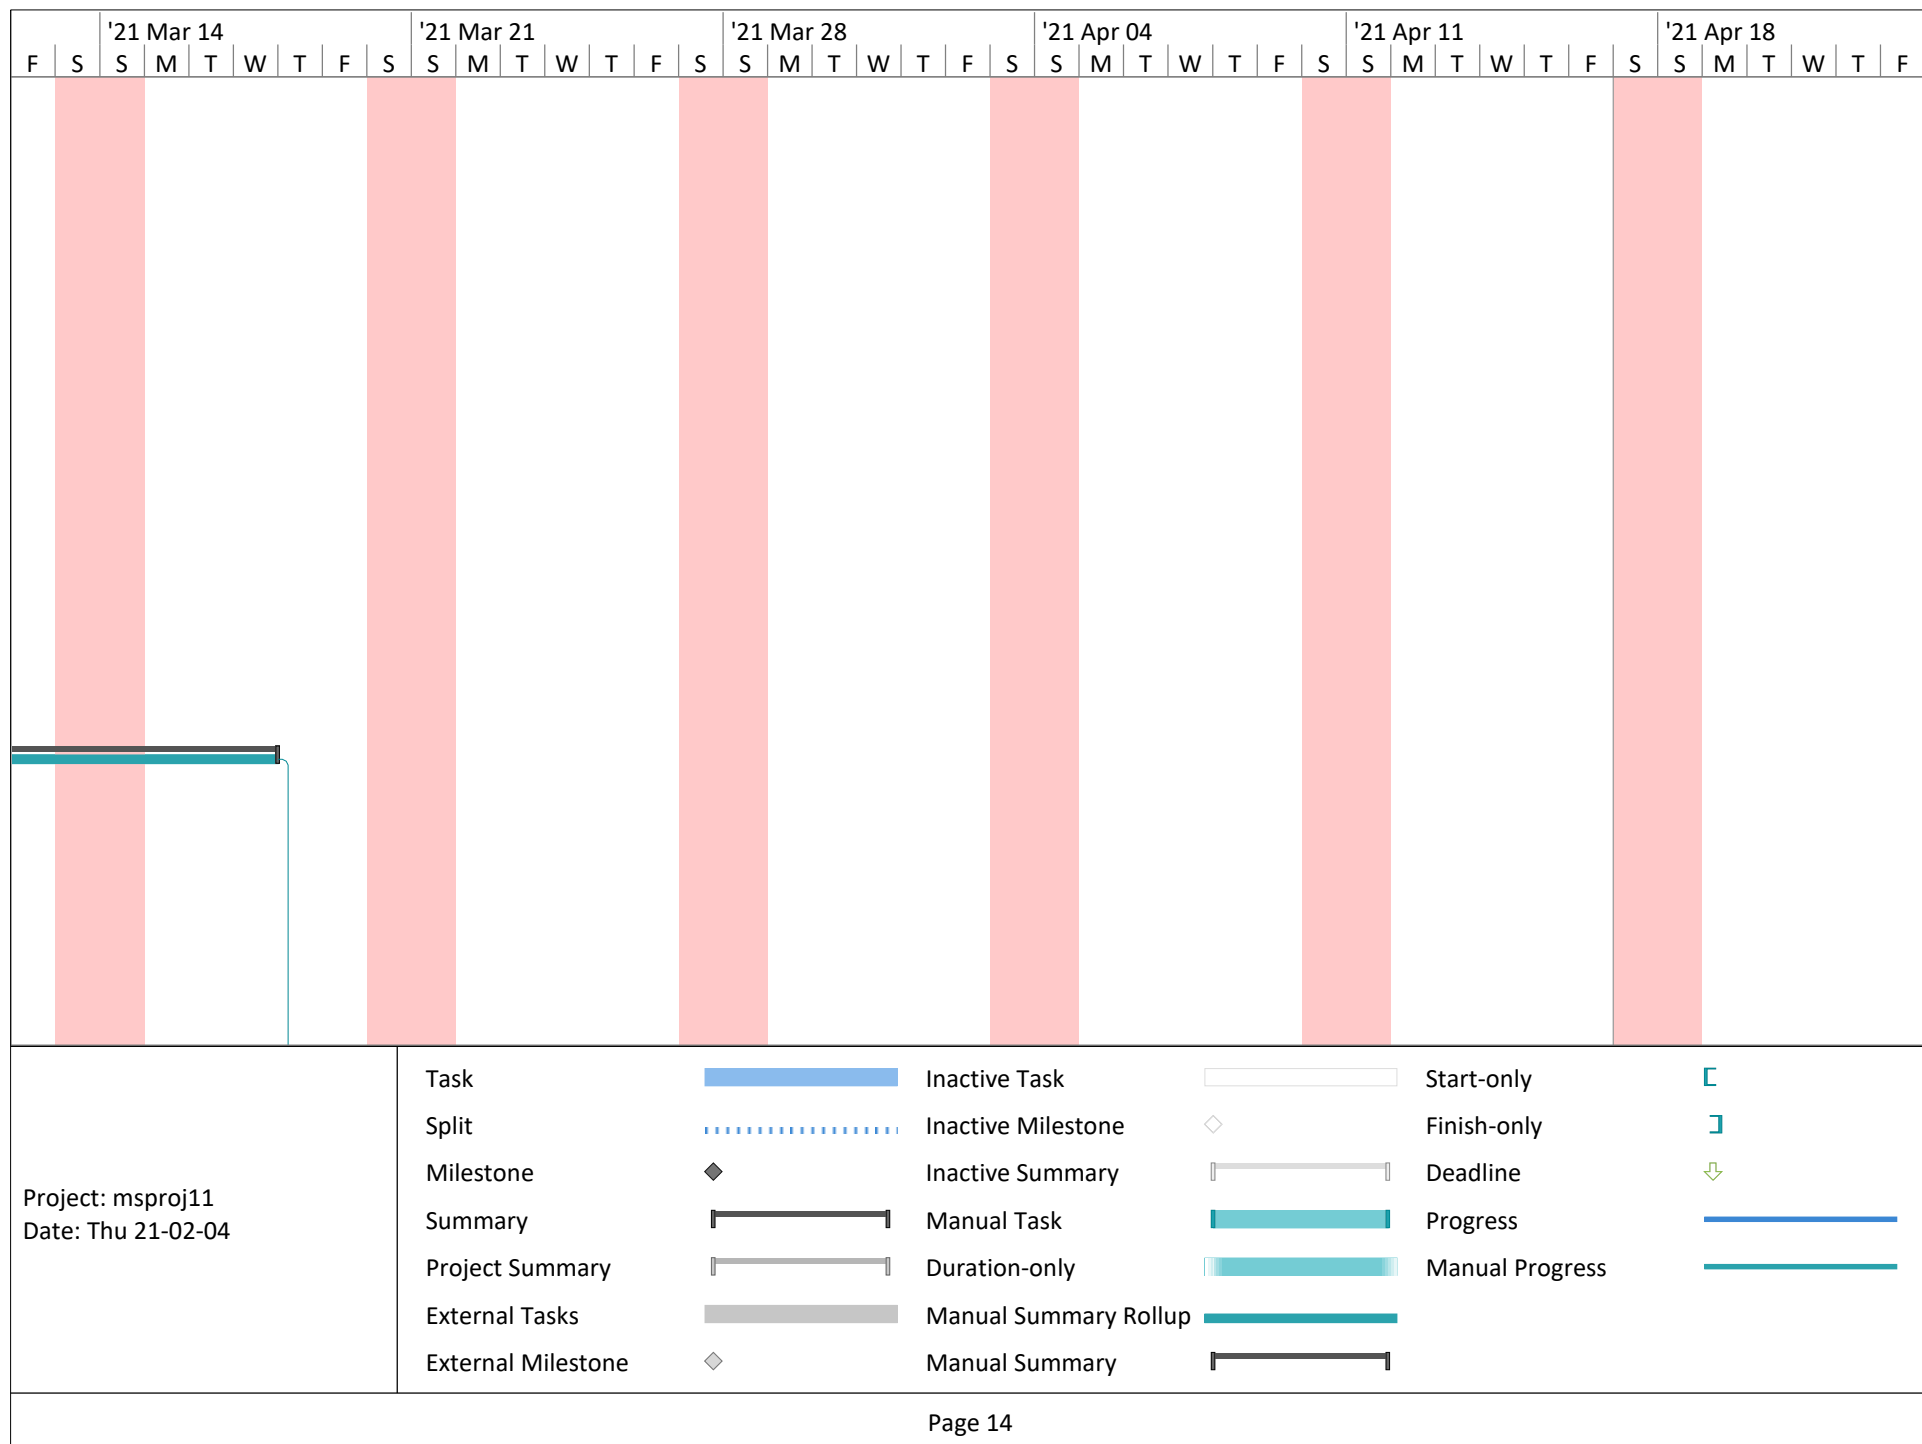 '21 Mar 14 '21 Mar 21 '21 Mar 28 '21 Apr 04 '21 Apr 11 '21 Apr 18
F S S M T W T F S S M T W T F S S M T W T F S S M T W T F S S M T W T F S S M T W T F
Project: msproj11
Date: Thu 21-02-04
Task
Split
Milestone
Summary
Project Summary
External Tasks
External Milestone
Inactive Task
Inactive Milestone
Inactive Summary
Manual Task
Duration-only
Manual Summary Rollup
Manual Summary
Start-only
Finish-only
Deadline
Progress
Manual Progress
Page 14